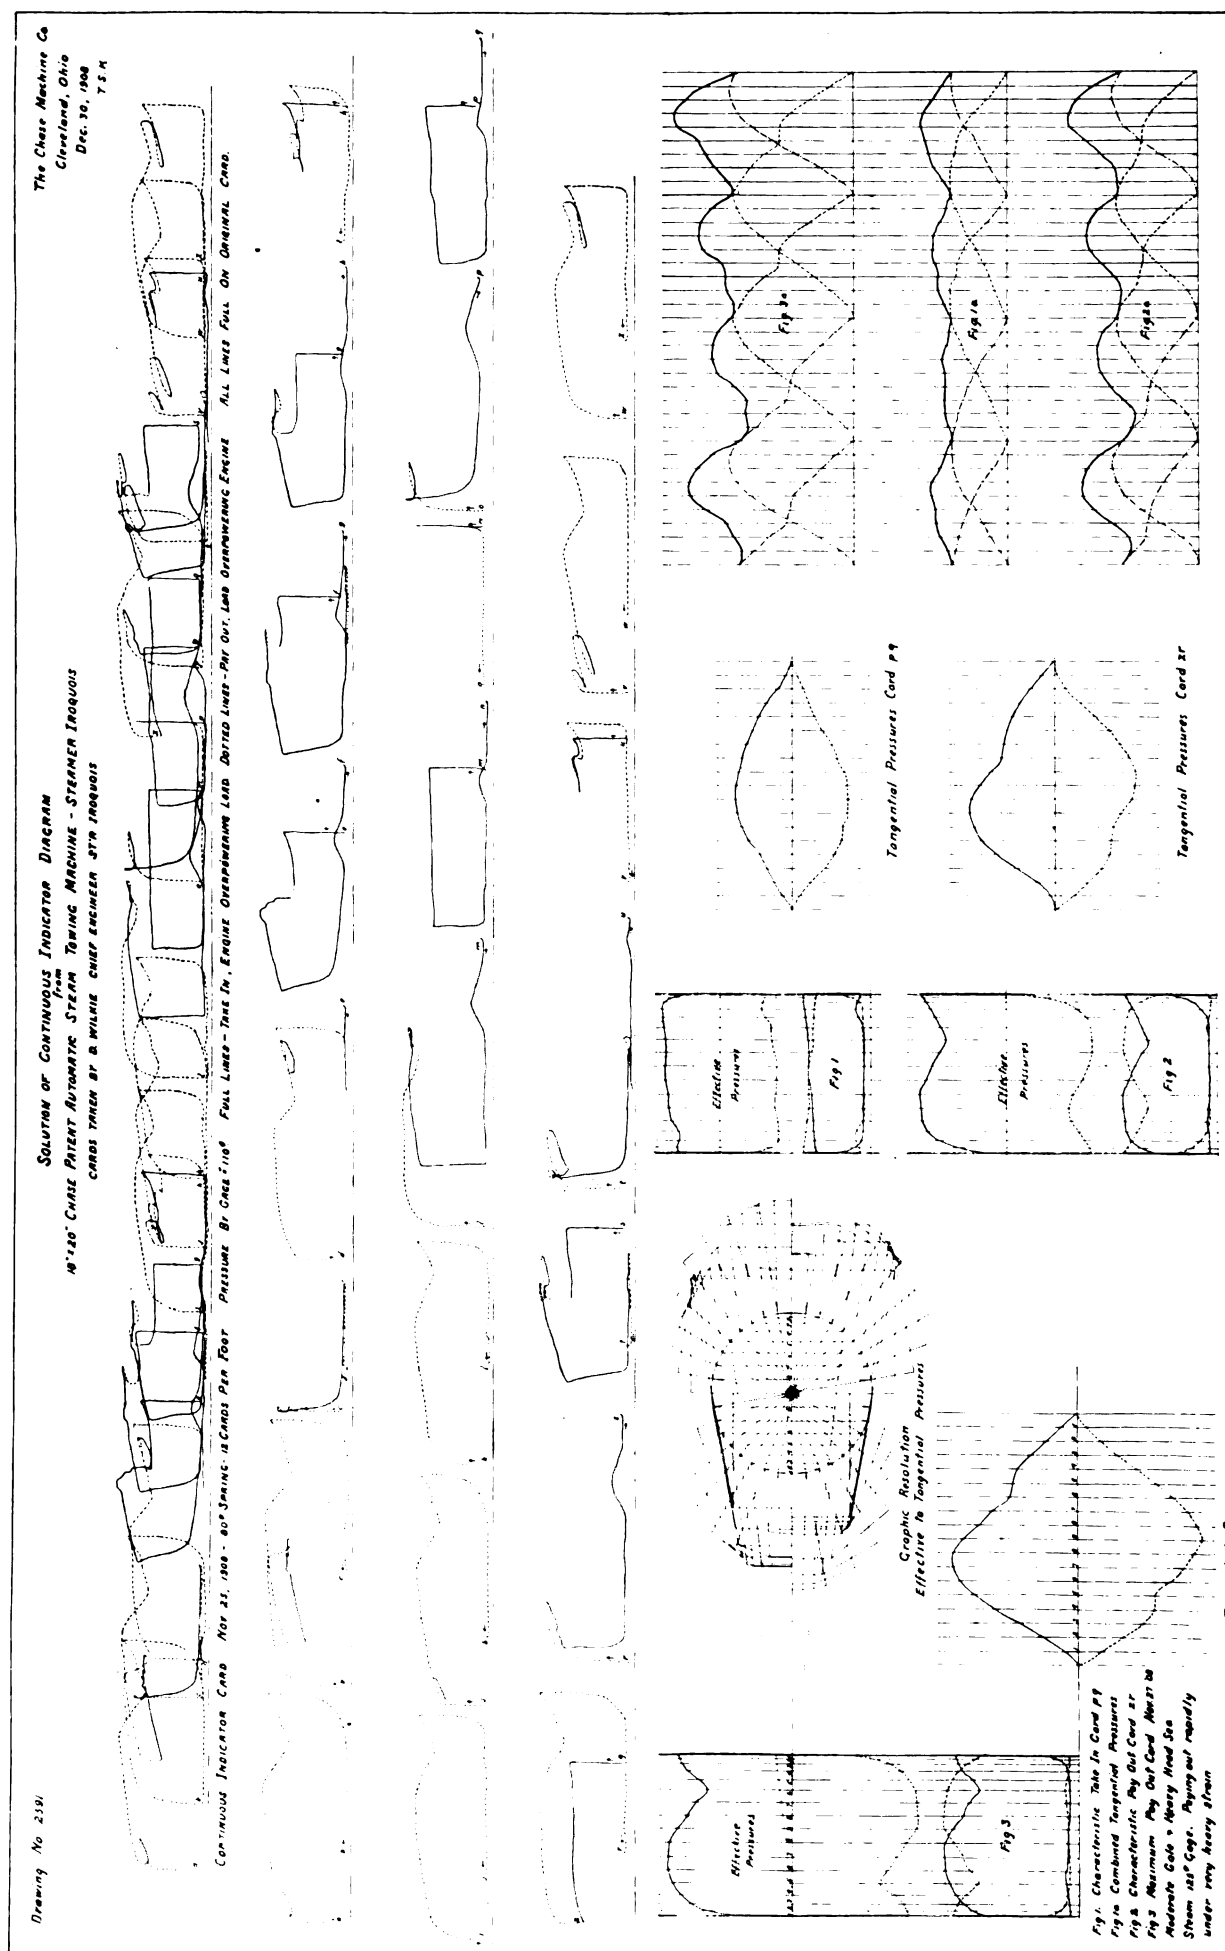 Drawing No 2391
SOLUTION OF CONTINUOUS INDICATOR DIAGRAM
from
CHASE PATENT AUTOMATIC STEAM TOWING MACHINE - STEAMER IROQUOIS
CARDS TAKEN BY D. WILKIE CHIEF ENGINEER ST'R IROQUOIS
The Chase Machine Co
Cleveland, Ohio
Dec. 30, 1908
T S M
CONTINUOUS INDICATOR CARD NOV 23, 1908 - 80# SPRING - 12 CARDS PER FOOT PRESSURE BY GAGE = 110# FULL LINES - TAKE IN, ENGINE OVERPOWERING LOAD DOTTED LINES - PAY OUT, LOAD OVERPOWERING ENGINE ALL LINES FULL ON ORIGINAL CARD.
Effective
Pressures
Fig 3
Graphic Resolution
Effective to Tangential Pressures
Effective
Pressures
Fig 1
Effective
Pressures
Fig 2
Tangential Pressures Card P9
Tangential Pressures Card 2r
Fig 3a
Fig 1a
Fig 2a
Fig 1. Characteristic Take In Card P9
Fig 1a Combined Tangential Pressures
Fig 2 Characteristic Pay Out Card 2r
Fig 3 Maximum Pay Out Card Nov. 27 08
Moderate Gale & Heavy Head Sea
Steam 125# Gage. Paying out rapidly
under very heavy strain